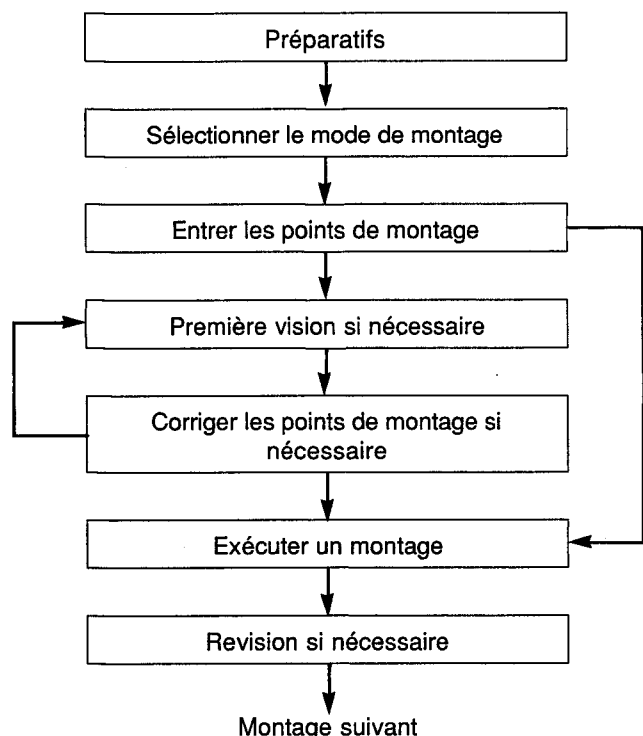 Préparatifs
Sélectionner le mode de montage
Entrer les points de montage
Première vision si nécessaire
Corriger les points de montage si
nécessaire
Exécuter un montage
Revision si nécessaire
Montage suivant